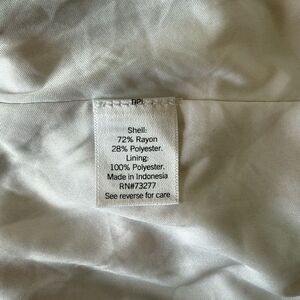 Shell:
72% Rayon
28% Polyester.
Lining:
100% Polyester.
Made in Indonesia
RN#73277
See reverse for care